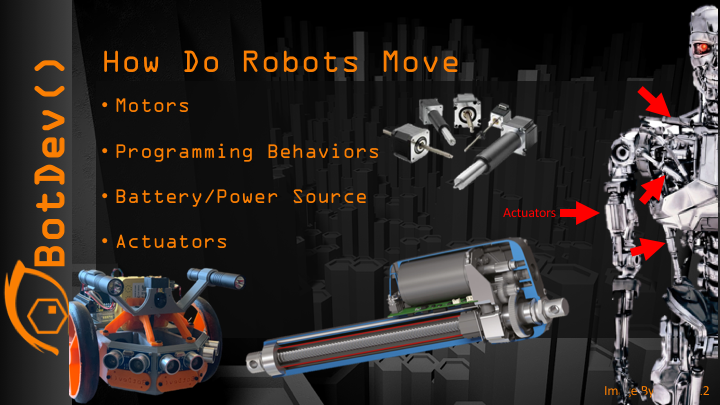 How Do Robots Move
• Motors
• Programming Behaviors
• Battery/Power Source
• Actuators
Actuators
BotDev()